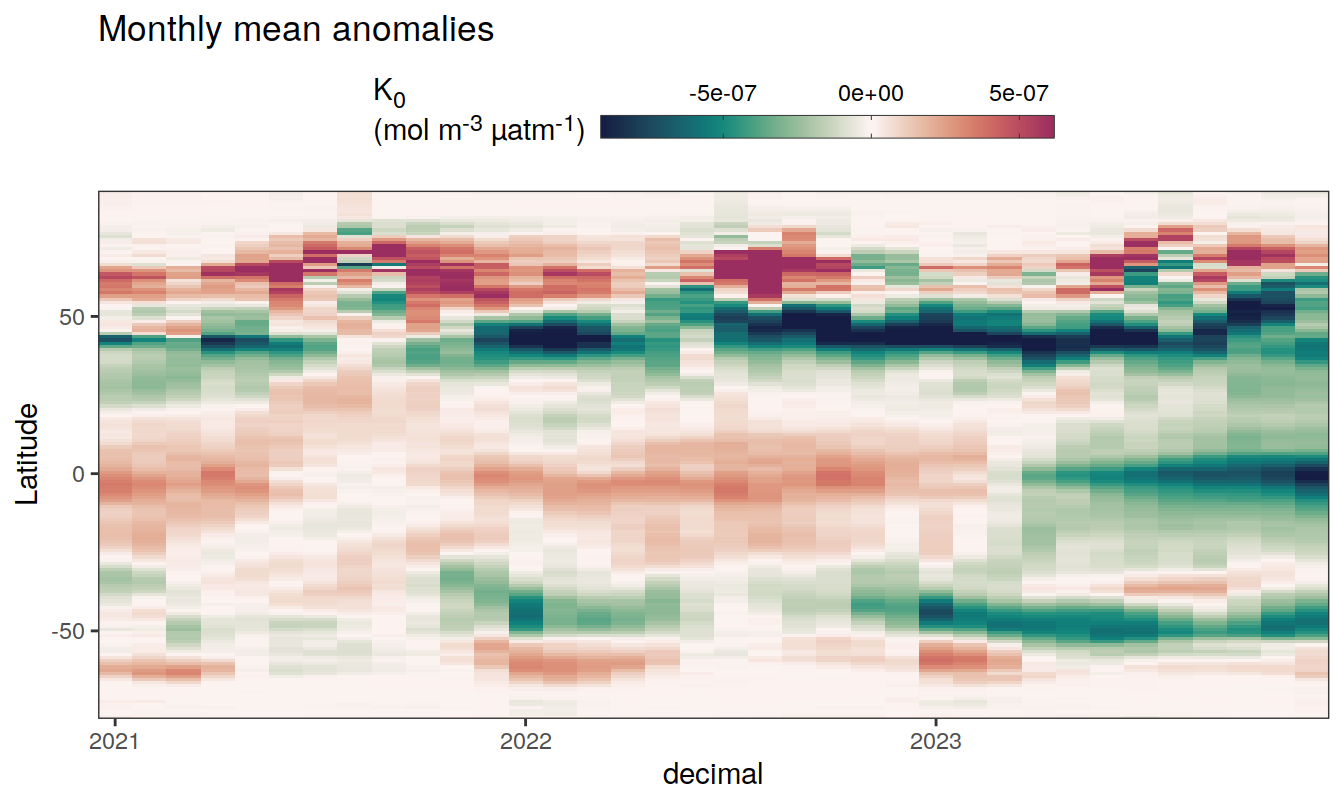 Monthly mean anomalies
K₀
(mol m⁻³ µatm⁻¹)
-5e-07 0e+00 5e-07
Latitude
50
0
-50
2021 2022 2023
decimal